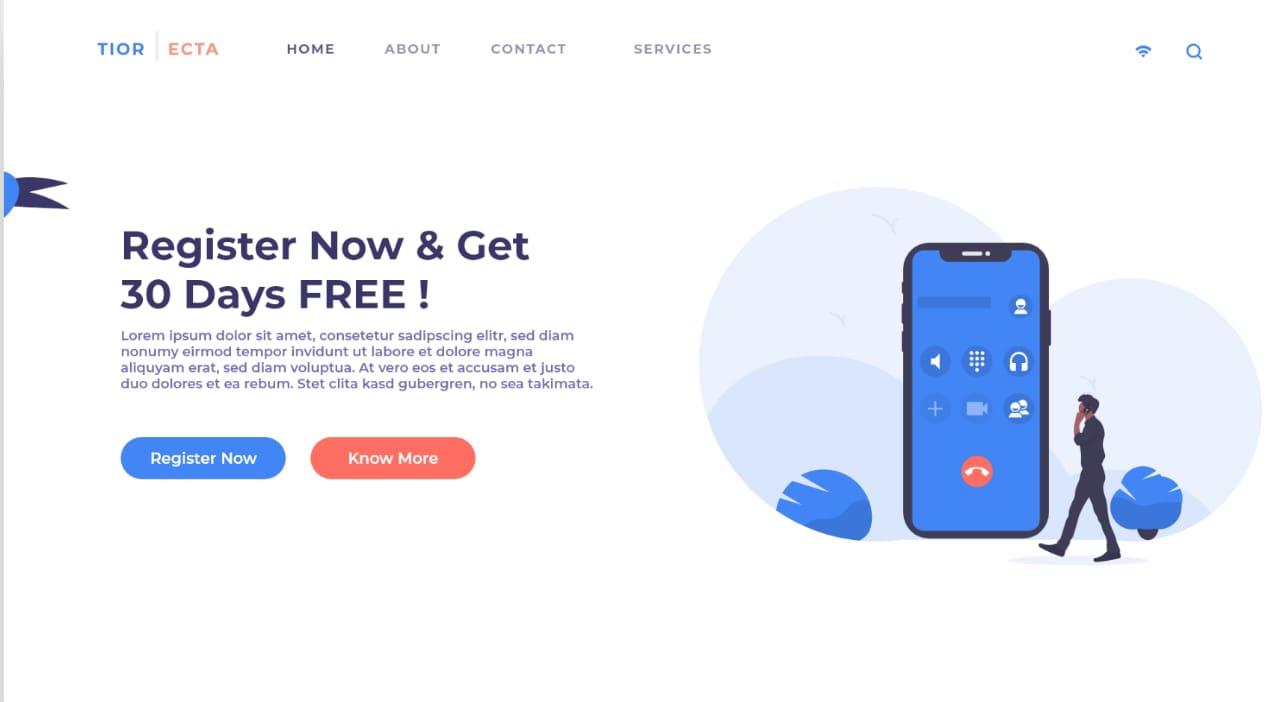 TIOR ECTA HOME ABOUT CONTACT SERVICES
Register Now & Get
30 Days FREE !
Lorem ipsum dolor sit amet, consetetur sadipscing elitr, sed diam
nonumy eirmod tempor invidunt ut labore et dolore magna
aliquyam erat, sed diam voluptua. At vero eos et accusam et justo
duo dolores et ea rebum. Stet clita kasd gubergren, no sea takimata.
Register Now Know More